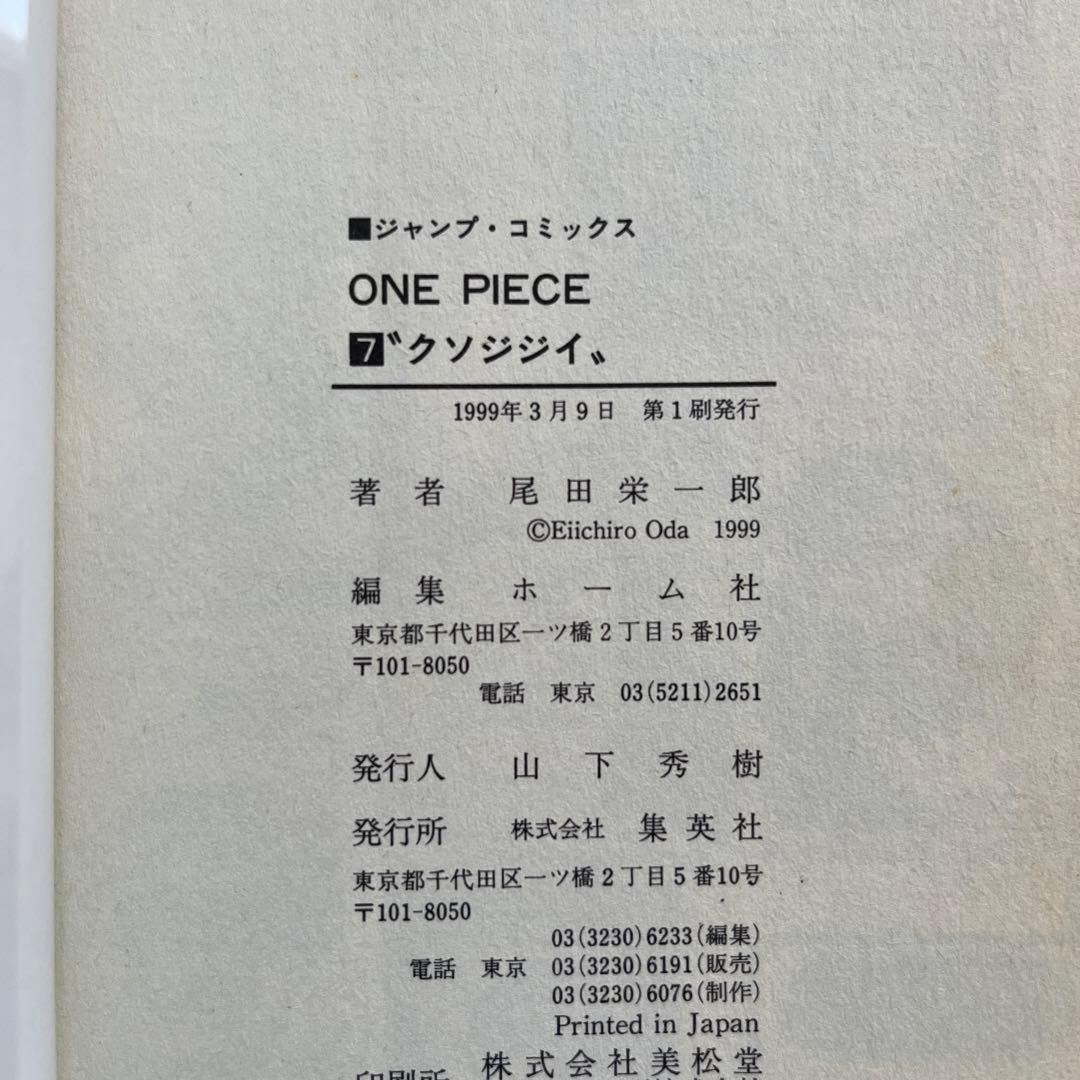 ■ジャンプ・コミックス
ONE PIECE
7〝クソジジイ〟
1999年3月9日 第1刷発行
著者 尾田栄一郎
©Eiichiro Oda 1999
編集 ホーム社
東京都千代田区一ツ橋2丁目5番10号
〒101-8050
電話 東京 03(5211)2651
発行人 山下秀樹
発行所 株式会社 集英社
東京都千代田区一ツ橋2丁目5番10号
〒101-8050
03(3230)6233(編集)
電話 東京 03(3230)6191(販売)
03(3230)6076(制作)
Printed in Japan
株式会社美松堂
印刷所